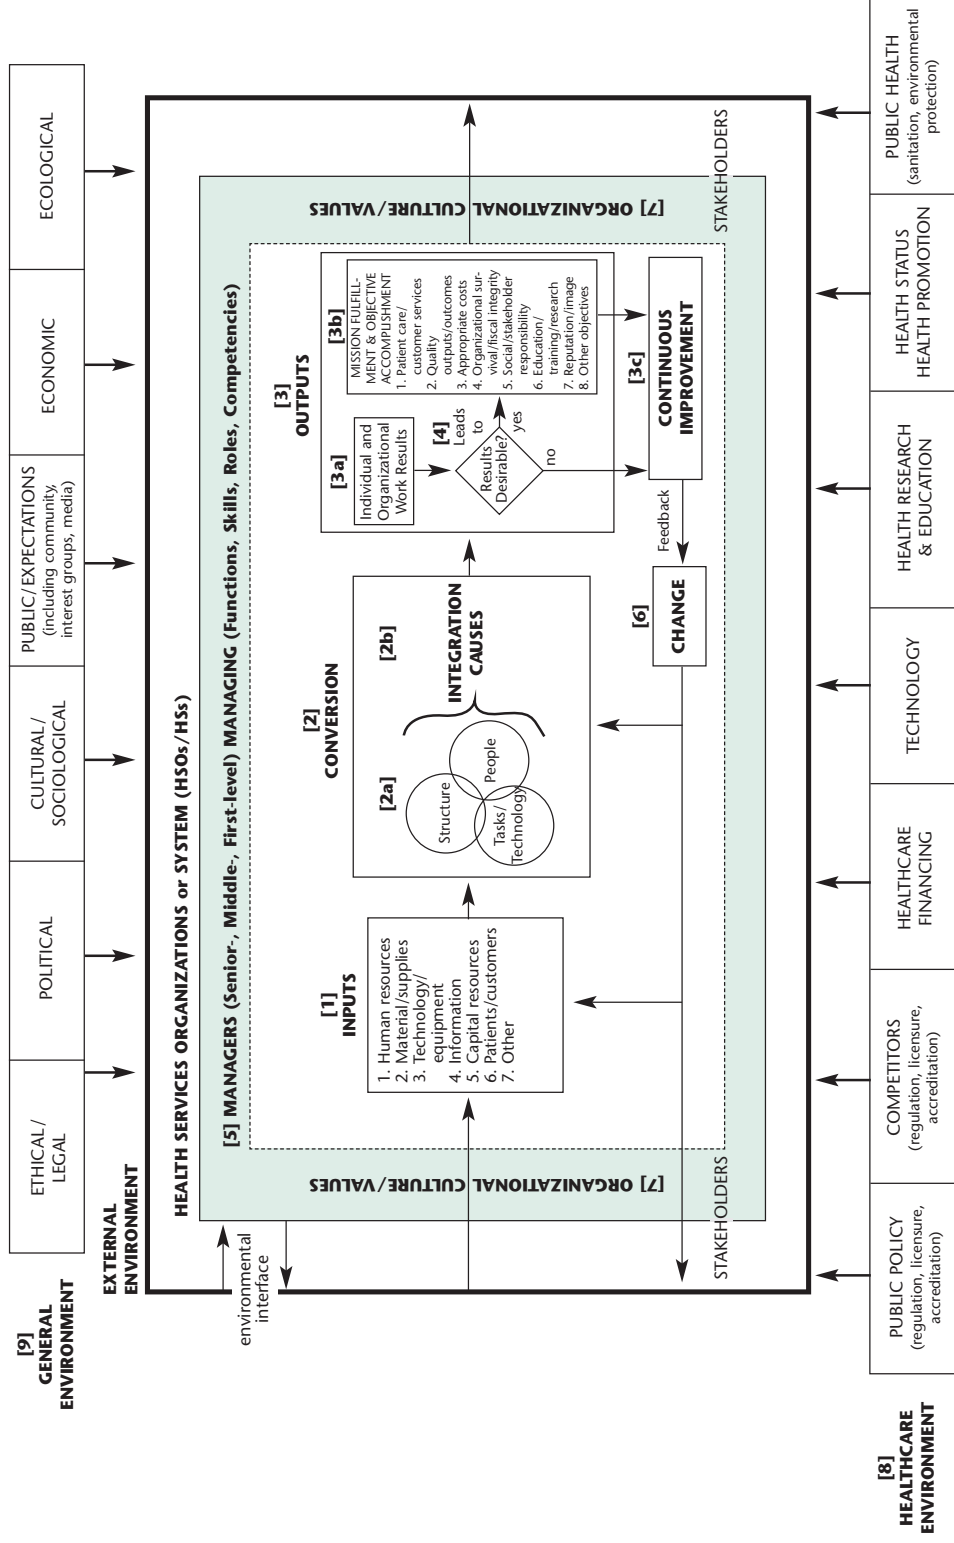 [9]
GENERAL
ENVIRONMENT
ETHICAL/
LEGAL
POLITICAL
CULTURAL/
SOCIOLOGICAL
PUBLIC/EXPECTATIONS
(including community,
interest groups, media)
ECONOMIC
ECOLOGICAL
EXTERNAL
ENVIRONMENT
HEALTH SERVICES ORGANIZATIONS or SYSTEM (HSOs/HSs)
environmental
interface
[5] MANAGERS (Senior-, Middle-, First-level) MANAGING (Functions, Skills, Roles, Competencies)
[7] ORGANIZATIONAL CULTURE/VALUES
[1]
INPUTS
1. Human resources
2. Material/supplies
3. Technology/
equipment
4. Information
5. Capital resources
6. Patients/customers
7. Other
[2]
CONVERSION
[2a]
Structure
People
Tasks/
Technology
[2b]
INTEGRATION
CAUSES
[3]
OUTPUTS
[3a]
Individual and
Organizational
Work Results
[4]
Leads
to
Results
Desirable?
yes
no
[3b]
MISSION FULFILL-
MENT & OBJECTIVE
ACCOMPLISHMENT
1. Patient care/
customer services
2. Quality
outputs/outcomes
3. Appropriate costs
4. Organizational sur-
vival/fiscal integrity
5. Social/stakeholder
responsibility
6. Education/
training/research
7. Reputation/image
8. Other objectives
[3c]
CONTINUOUS
IMPROVEMENT
Feedback
[6]
CHANGE
[7] ORGANIZATIONAL CULTURE/VALUES
STAKEHOLDERS
STAKEHOLDERS
[8]
HEALTHCARE
ENVIRONMENT
PUBLIC POLICY
(regulation, licensure,
accreditation)
COMPETITORS
(regulation, licensure,
accreditation)
HEALTHCARE
FINANCING
TECHNOLOGY
HEALTH RESEARCH
& EDUCATION
HEALTH STATUS
HEALTH PROMOTION
PUBLIC HEALTH
(sanitation, environmental
protection)